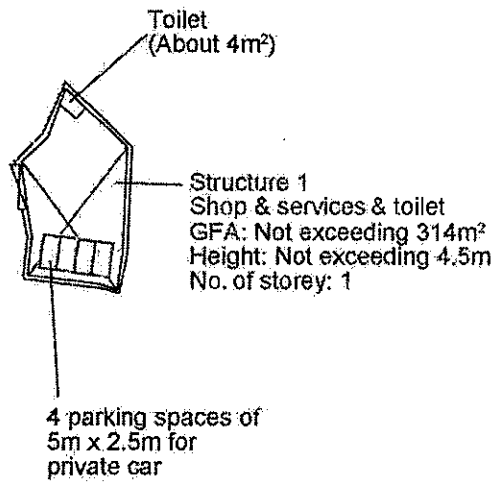 Toilet
(About 4m²)
Structure 1
Shop & services & toilet
GFA: Not exceeding 314m²
Height: Not exceeding 4.5m
No. of storey: 1
4 parking spaces of
5m x 2.5m for
private car